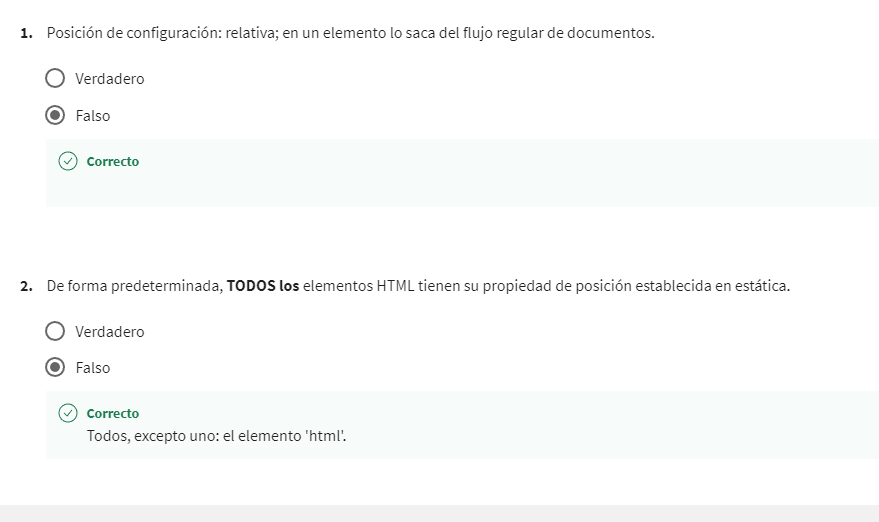 1. Posición de configuración: relativa; en un elemento lo saca del flujo regular de documentos.
Verdadero
Falso
Correcto
2. De forma predeterminada, TODOS los elementos HTML tienen su propiedad de posición establecida en estática.
Verdadero
Falso
Correcto
Todos, excepto uno: el elemento 'html'.